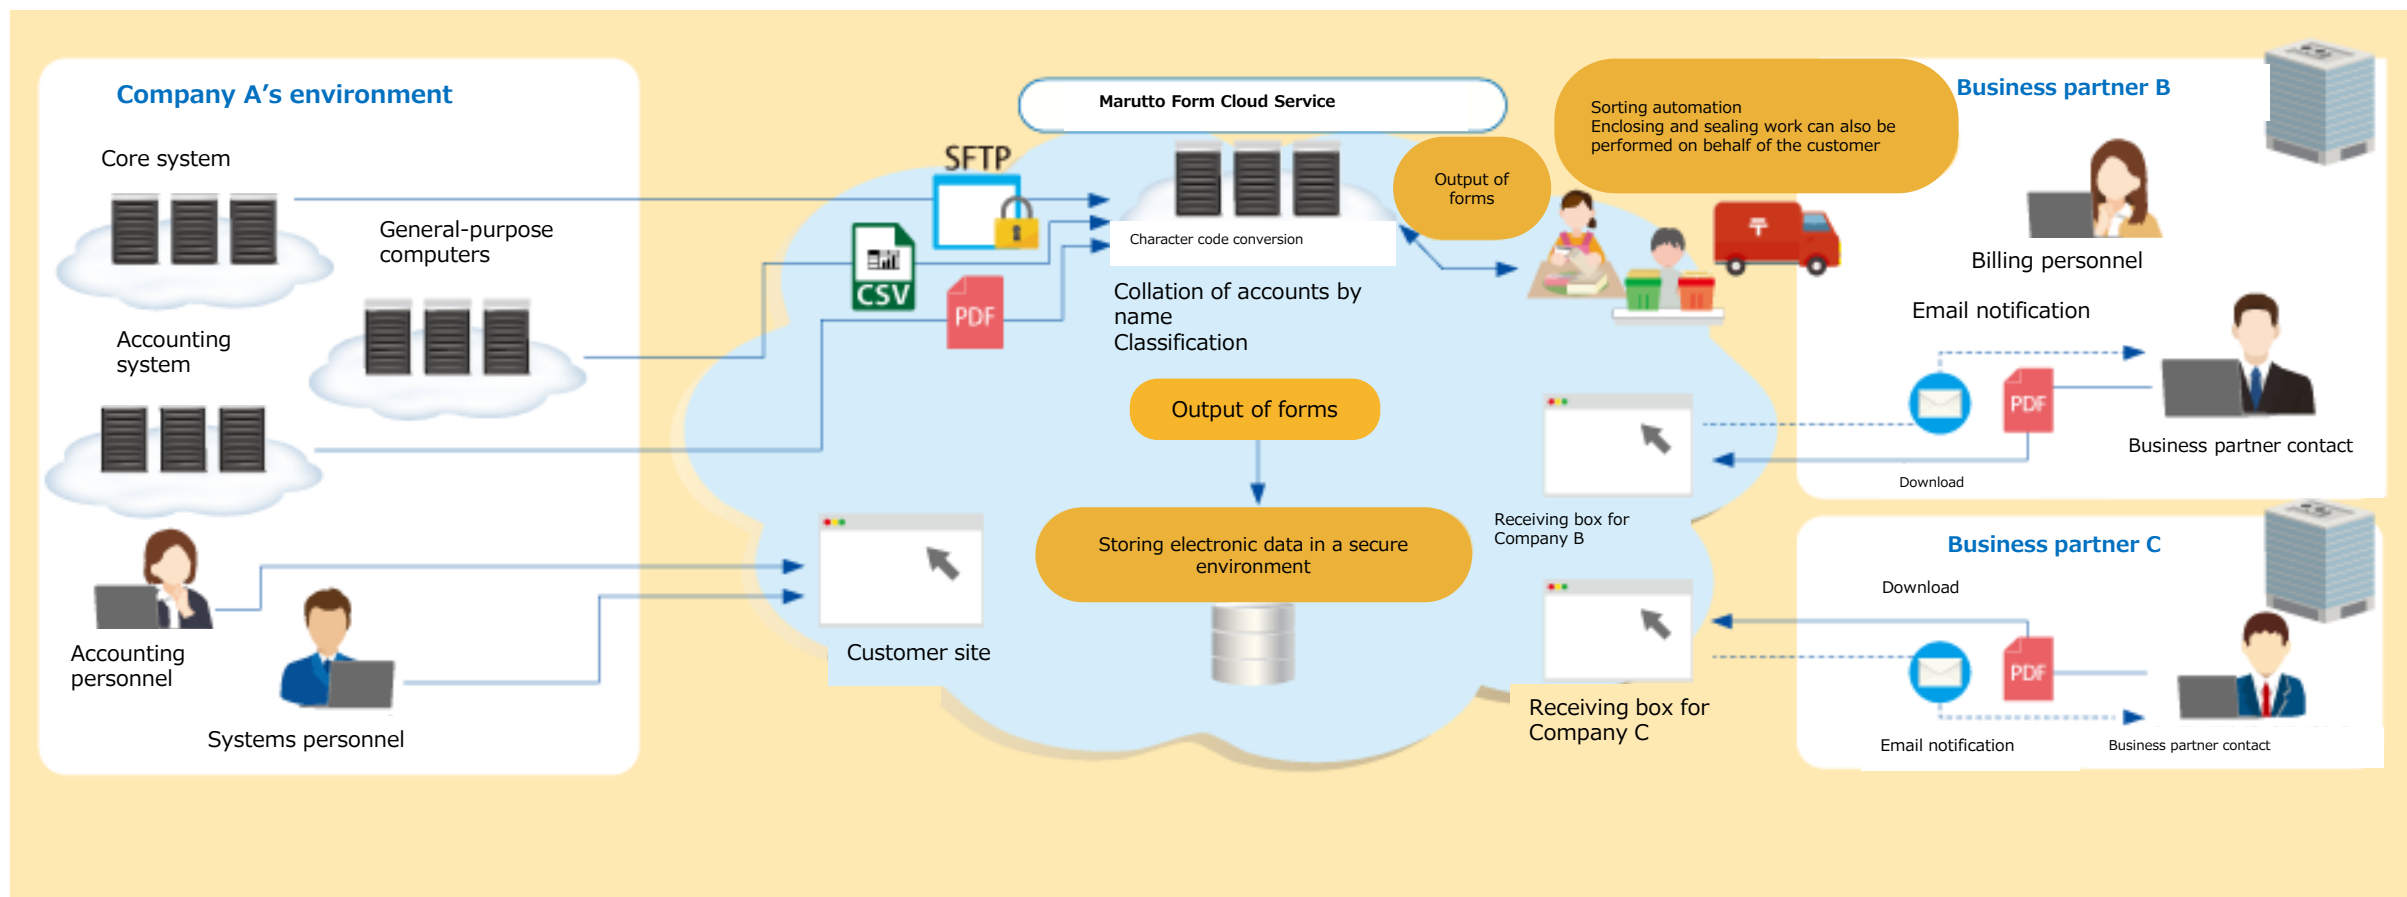 Company A’s environment
Core system
General-purpose
computers
Accounting
system
Accounting
personnel
Systems personnel
Marutto Form Cloud Service
SFTP
CSV
PDF
Character code conversion
Collation of accounts by
name
Classification
Output of forms
Storing electronic data in a secure
environment
Customer site
Output of
forms
Sorting automation
Enclosing and sealing work can also be
performed on behalf of the customer
〒
Receiving box for
Company B
Receiving box for
Company C
Business partner B
Billing personnel
Email notification
PDF
Business partner contact
Download
Business partner C
Download
PDF
Email notification
Business partner contact